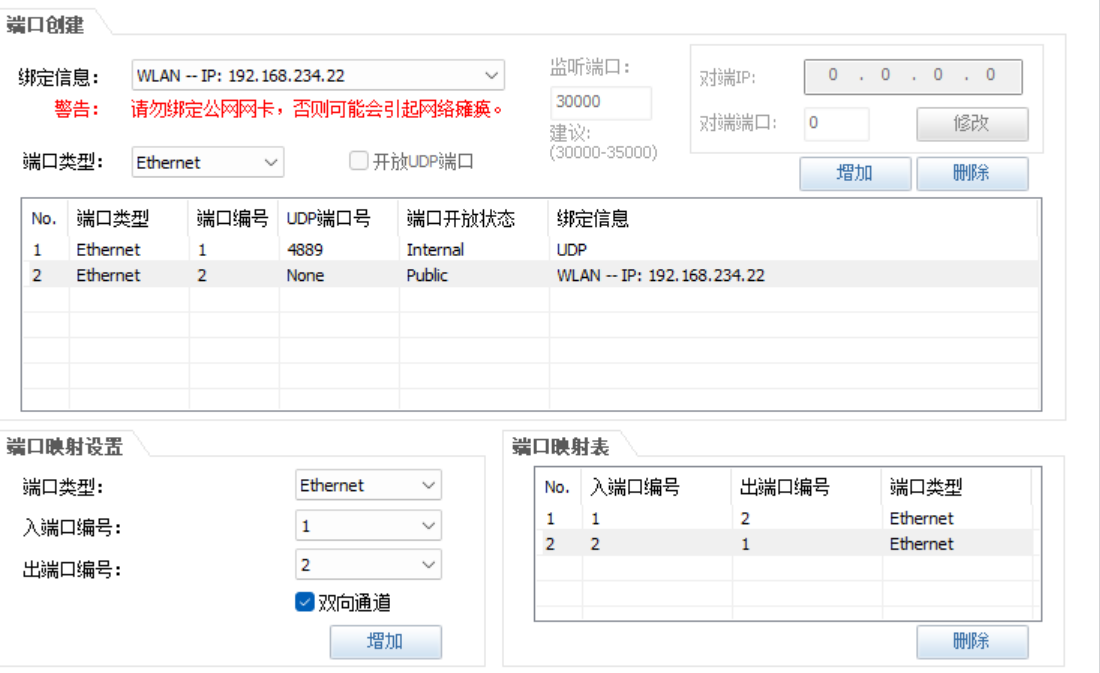 端口创建
绑定信息： WLAN -- IP: 192.168.234.22
警告： 请勿绑定公网网卡，否则可能会引起网络瘫痪。
端口类型： Ethernet 开放UDP端口
监听端口：
30000
建议:
(30000-35000)
对端IP: 0 . 0 . 0 . 0
对端端口: 0 修改
增加 删除
No. 端口类型 端口编号 UDP端口号 端口开放状态 绑定信息
1 Ethernet 1 4889 Internal UDP
2 Ethernet 2 None Public WLAN -- IP: 192.168.234.22
端口映射设置
端口类型： Ethernet
入端口编号： 1
出端口编号： 2
双向通道
增加
端口映射表
No. 入端口编号 出端口编号 端口类型
1 1 2 Ethernet
2 2 1 Ethernet
删除